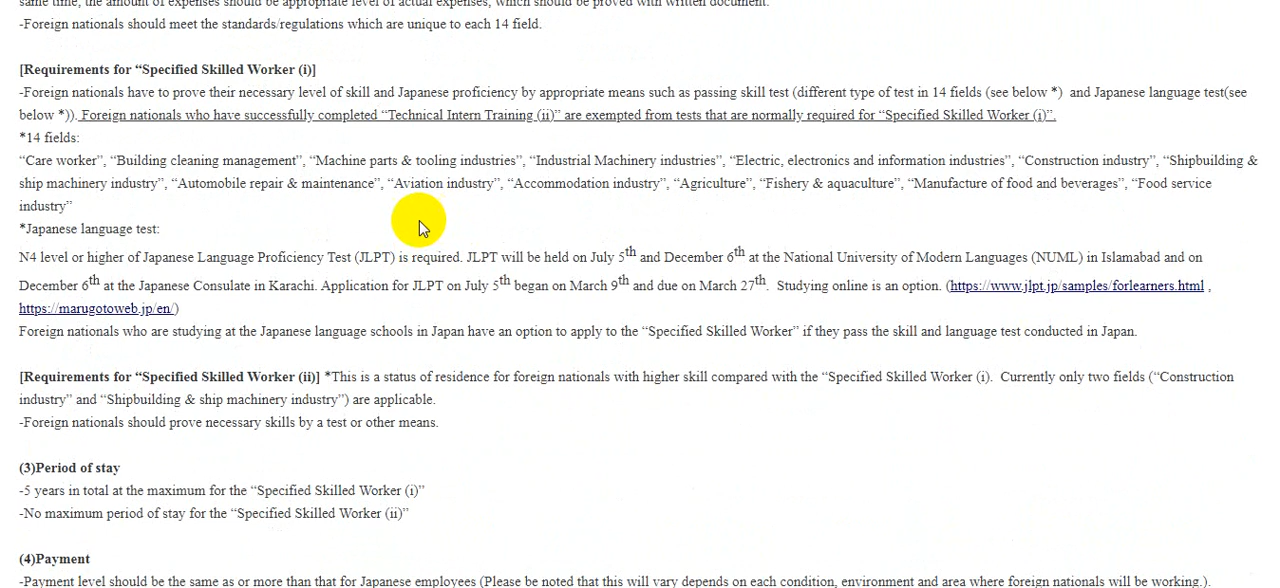 same time, the amount of expenses should be appropriate level of actual expenses, which should be proved with written document.
-Foreign nationals should meet the standards/regulations which are unique to each 14 field.
[Requirements for “Specified Skilled Worker (i)]
-Foreign nationals have to prove their necessary level of skill and Japanese proficiency by appropriate means such as passing skill test (different type of test in 14 fields (see below *)  and Japanese language test(see
below *)). Foreign nationals who have successfully completed “Technical Intern Training (ii)” are exempted from tests that are normally required for “Specified Skilled Worker (i)”.
*14 fields:
“Care worker”, “Building cleaning management”, “Machine parts & tooling industries”, “Industrial Machinery industries”, “Electric, electronics and information industries”, “Construction industry”, “Shipbuilding &
ship machinery industry”, “Automobile repair & maintenance”, “Aviation industry”, “Accommodation industry”, “Agriculture”, “Fishery & aquaculture”, “Manufacture of food and beverages”, “Food service
industry”
*Japanese language test:
N4 level or higher of Japanese Language Proficiency Test (JLPT) is required. JLPT will be held on July 5th and December 6th at the National University of Modern Languages (NUML) in Islamabad and on
December 6th at the Japanese Consulate in Karachi. Application for JLPT on July 5th began on March 9th and due on March 27th.  Studying online is an option. (https://www.jlpt.jp/samples/forlearners.html ,
https://marugotoweb.jp/en/)
Foreign nationals who are studying at the Japanese language schools in Japan have an option to apply to the “Specified Skilled Worker” if they pass the skill and language test conducted in Japan.
[Requirements for “Specified Skilled Worker (ii)] *This is a status of residence for foreign nationals with higher skill compared with the “Specified Skilled Worker (i).  Currently only two fields (“Construction
industry” and “Shipbuilding & ship machinery industry”) are applicable.
-Foreign nationals should prove necessary skills by a test or other means.
(3)Period of stay
-5 years in total at the maximum for the “Specified Skilled Worker (i)”
-No maximum period of stay for the “Specified Skilled Worker (ii)”
(4)Payment
-Payment level should be the same as or more than that for Japanese employees (Please be noted that this will vary depends on each condition, environment and area where foreign nationals will be working.).